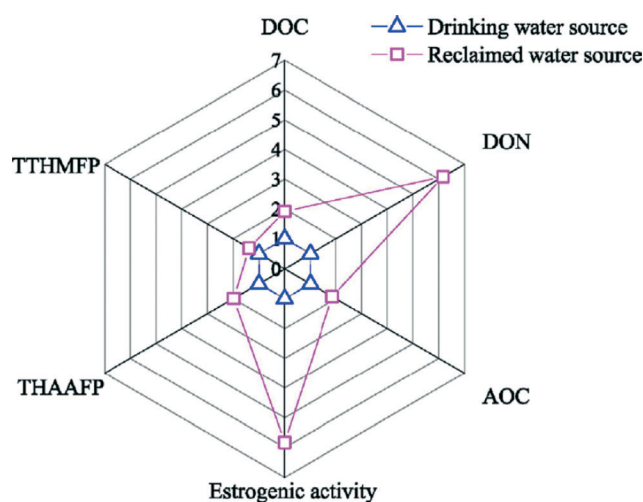 DOC
Drinking water source
Reclaimed water source
7
6
5
4
3
2
1
0
DON
TTHMFP
THAAFP
AOC
Estrogenic activity